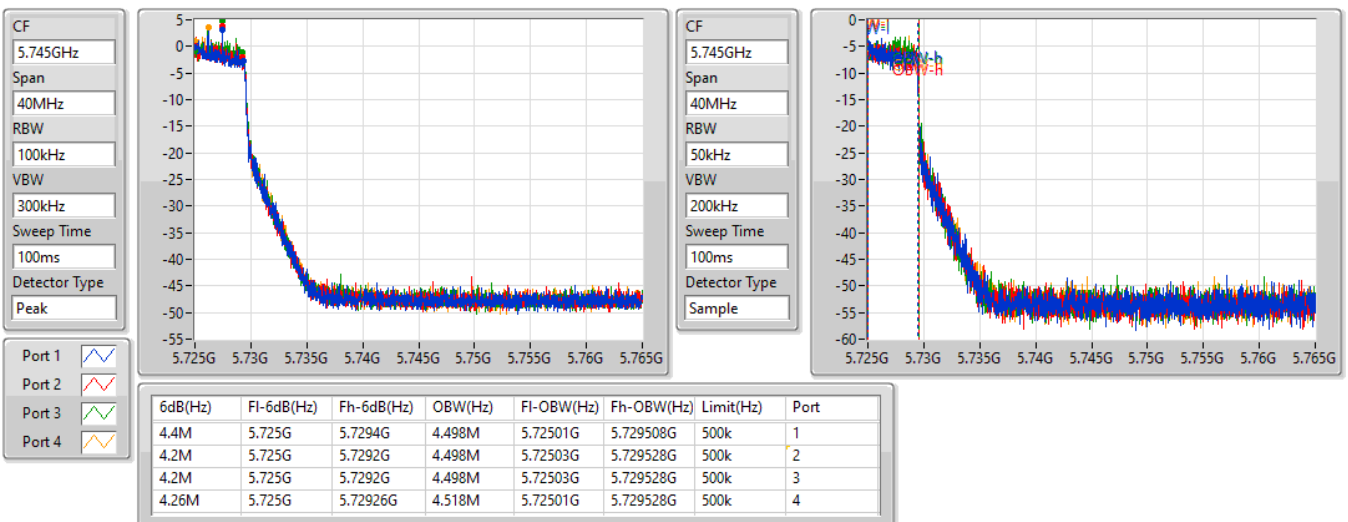 CF
5.745GHz
Span
40MHz
RBW
100kHz
VBW
300kHz
Sweep Time
100ms
Detector Type
Peak
5
0
-5
-10
-15
-20
-25
-30
-35
-40
-45
-50
-55
5.725G 5.73G 5.735G 5.74G 5.745G 5.75G 5.755G 5.76G 5.765G
CF
5.745GHz
Span
40MHz
RBW
50kHz
VBW
200kHz
Sweep Time
100ms
Detector Type
Sample
0
-5
-10
-15
-20
-25
-30
-35
-40
-45
-50
-55
-60
OBW-h
5.725G 5.73G 5.735G 5.74G 5.745G 5.75G 5.755G 5.76G 5.765G
Port 1
Port 2
Port 3
Port 4
6dB(Hz) Fl-6dB(Hz) Fh-6dB(Hz) OBW(Hz) Fl-OBW(Hz) Fh-OBW(Hz) Limit(Hz) Port
4.4M 5.725G 5.7294G 4.498M 5.72501G 5.729508G 500k 1
4.2M 5.725G 5.7292G 4.498M 5.72503G 5.729528G 500k 2
4.2M 5.725G 5.7292G 4.498M 5.72503G 5.729528G 500k 3
4.26M 5.725G 5.72926G 4.518M 5.72501G 5.729528G 500k 4